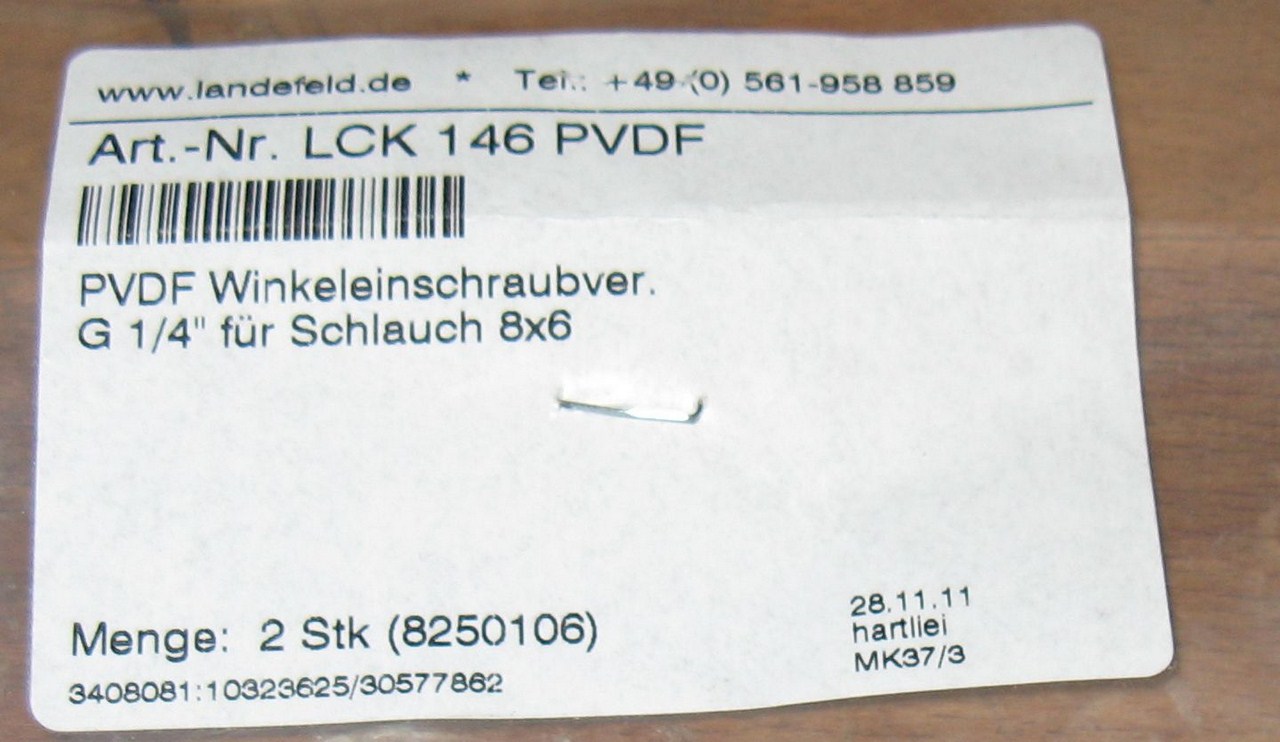 www.landefeld.de * Tel.: +49-(0) 561-958 859
Art.-Nr. LCK 146 PVDF
PVDF Winkeleinschraubver.
G 1/4" für Schlauch 8x6
Menge: 2 Stk (8250106)
3408081:10323625/30577862
28.11.11
hartliei
MK37/3